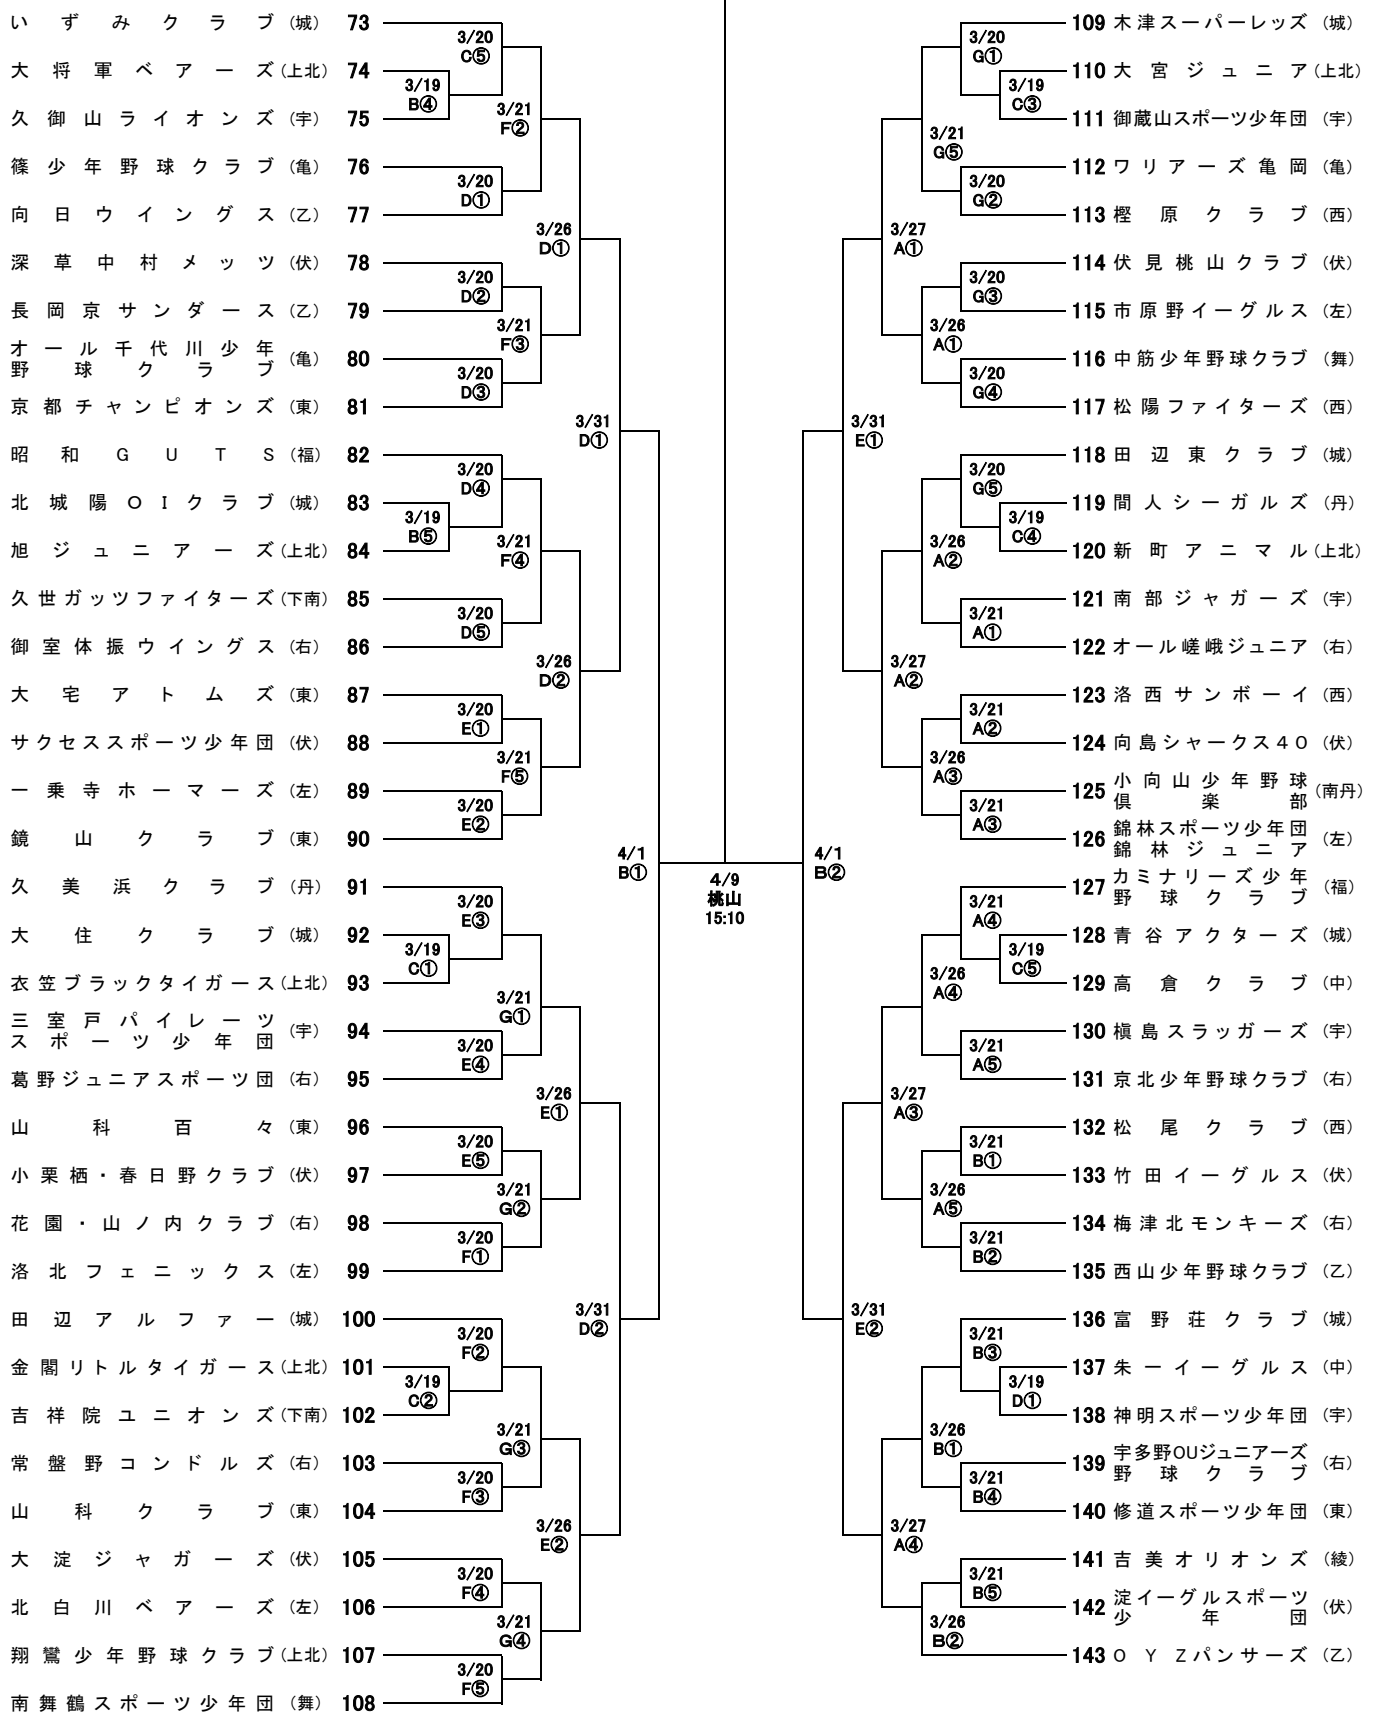 いずみクラブ（城） 73
大将軍ベアーズ（上北） 74
久御山ライオンズ（宇） 75
篠少年野球クラブ（亀） 76
向日ウイングス（乙） 77
深草中村メッツ（伏） 78
長岡京サンダース（乙） 79
オール千代川少年
野球クラブ（亀） 80
京都チャンピオンズ（東） 81
昭和ＧＵＴＳ（福） 82
北城陽ＯＩクラブ（城） 83
旭ジュニアーズ（上北） 84
久世ガッツファイターズ（下南） 85
御室体振ウイングス（右） 86
大宅アトムズ（東） 87
サクセススポーツ少年団（伏） 88
一乗寺ホーマーズ（左） 89
鏡山クラブ（東） 90
久美浜クラブ（丹） 91
大住クラブ（城） 92
衣笠ブラックタイガース（上北） 93
三室戸パイレーツ
スポーツ少年団（宇） 94
葛野ジュニアスポーツ団（右） 95
山科百々（東） 96
小栗栖・春日野クラブ（伏） 97
花園・山ノ内クラブ（右） 98
洛北フェニックス（左） 99
田辺アルファー（城） 100
金閣リトルタイガース（上北） 101
吉祥院ユニオンズ（下南） 102
常盤野コンドルズ（右） 103
山科クラブ（東） 104
大淀ジャガーズ（伏） 105
北白川ベアーズ（左） 106
翔鸞少年野球クラブ（上北） 107
南舞鶴スポーツ少年団（舞） 108
3/19
B④
3/19
B⑤
3/19
C①
3/19
C②
3/20
C⑤
3/20
D①
3/20
D②
3/20
D③
3/20
D④
3/20
D⑤
3/20
E①
3/20
E②
3/20
E③
3/20
E④
3/20
E⑤
3/20
F①
3/20
F②
3/20
F③
3/20
F④
3/20
F⑤
3/21
F②
3/21
F③
3/21
F④
3/21
F⑤
3/21
G①
3/21
G②
3/21
G③
3/21
G④
3/26
D①
3/26
D②
3/26
E①
3/26
E②
3/31
D①
3/31
D②
4/1
B①
4/9
桃山
15:10
4/1
B②
3/31
E①
3/31
E②
3/27
A①
3/27
A②
3/27
A③
3/27
A④
3/21
G⑤
3/26
A①
3/26
A②
3/26
A③
3/26
A④
3/26
A⑤
3/26
B①
3/26
B②
3/20
G①
3/20
G②
3/20
G③
3/20
G④
3/20
G⑤
3/21
A①
3/21
A②
3/21
A③
3/21
A④
3/21
A⑤
3/21
B①
3/21
B②
3/21
B③
3/21
B④
3/21
B⑤
3/19
C③
3/19
C④
3/19
C⑤
3/19
D①
109 木津スーパーレッズ（城）
110 大宮ジュニア（上北）
111 御蔵山スポーツ少年団（宇）
112 ワリアーズ亀岡（亀）
113 樫原クラブ（西）
114 伏見桃山クラブ（伏）
115 市原野イーグルス（左）
116 中筋少年野球クラブ（舞）
117 松陽ファイターズ（西）
118 田辺東クラブ（城）
119 間人シーガルズ（丹）
120 新町アニマル（上北）
121 南部ジャガーズ（宇）
122 オール嵯峨ジュニア（右）
123 洛西サンボーイ（西）
124 向島シャークス４０（伏）
125 小向山少年野球
倶楽部（南丹）
126 錦林スポーツ少年団
錦林ジュニア（左）
127 カミナリーズ少年
野球クラブ（福）
128 青谷アクターズ（城）
129 高倉クラブ（中）
130 槇島スラッガーズ（宇）
131 京北少年野球クラブ（右）
132 松尾クラブ（西）
133 竹田イーグルス（伏）
134 梅津北モンキーズ（右）
135 西山少年野球クラブ（乙）
136 富野荘クラブ（城）
137 朱一イーグルス（中）
138 神明スポーツ少年団（宇）
139 宇多野OUジュニアーズ
野球クラブ（右）
140 修道スポーツ少年団（東）
141 吉美オリオンズ（綾）
142 淀イーグルスポーツ
少年団（伏）
143 ＯＹＺパンサーズ（乙）